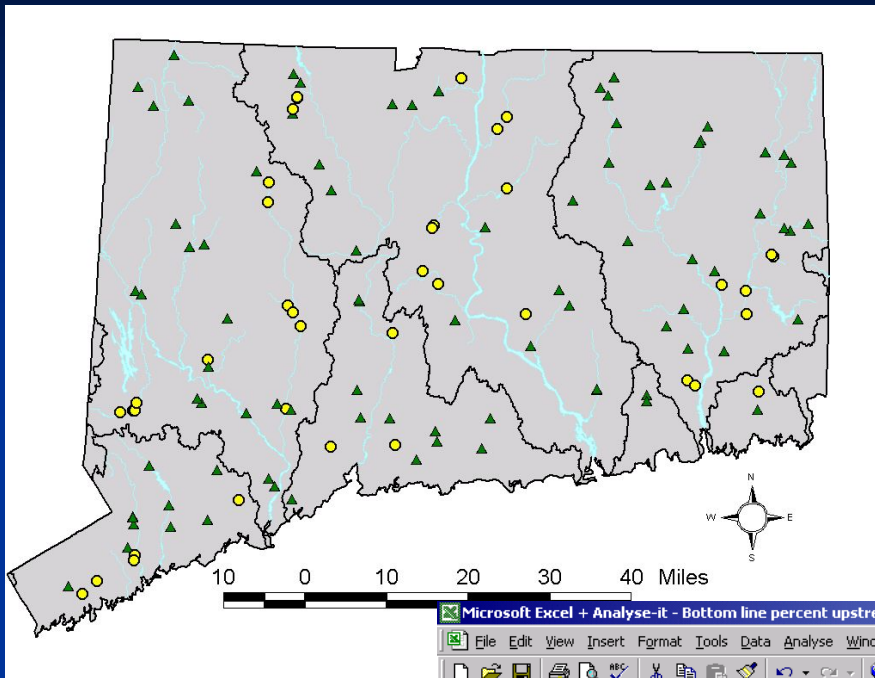 N
W E
S
10 0 10 20 30 40 Miles
Microsoft Excel + Analyse-it - Bottom line percent upstre
File Edit View Insert Format Tools Data Analyse Wind
ABC